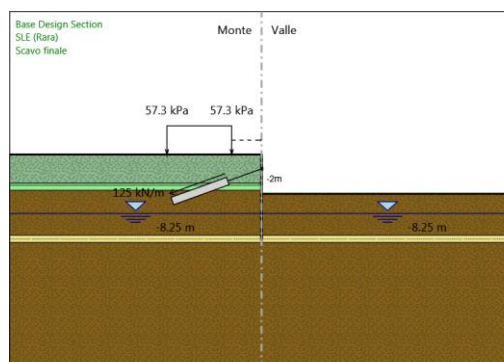 Base Design Section
SLE (Rara)
Scavo finale
Monte
Valle
57.3 kPa
57.3 kPa
-2m
125 kN/m
-8.25 m
-8.25 m